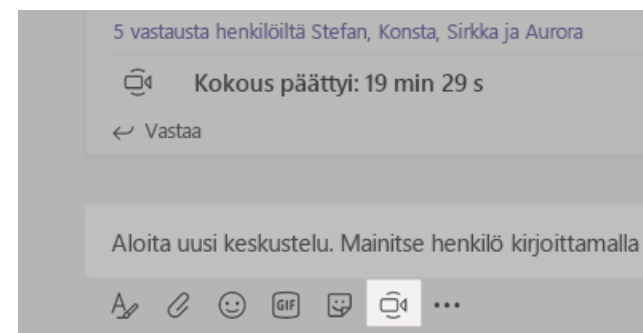 5 vastausta henkilöiltä Stefan, Konsta, Sirkka ja Aurora
Kokous päättyi: 19 min 29 s
Vastaa
Aloita uusi keskustelu. Mainitse henkilö kirjoittamalla
GIF